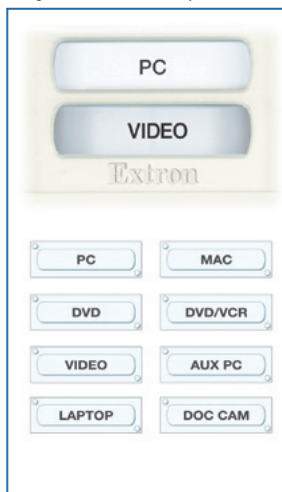 PC
VIDEO
Extron
PC MAC
DVD DVD/VCR
VIDEO AUX PC
LAPTOP DOC CAM